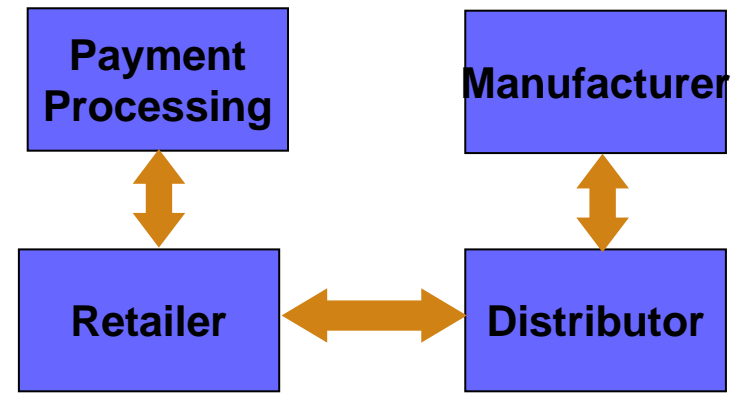 Payment
Processing
Manufacturer
Retailer
Distributor